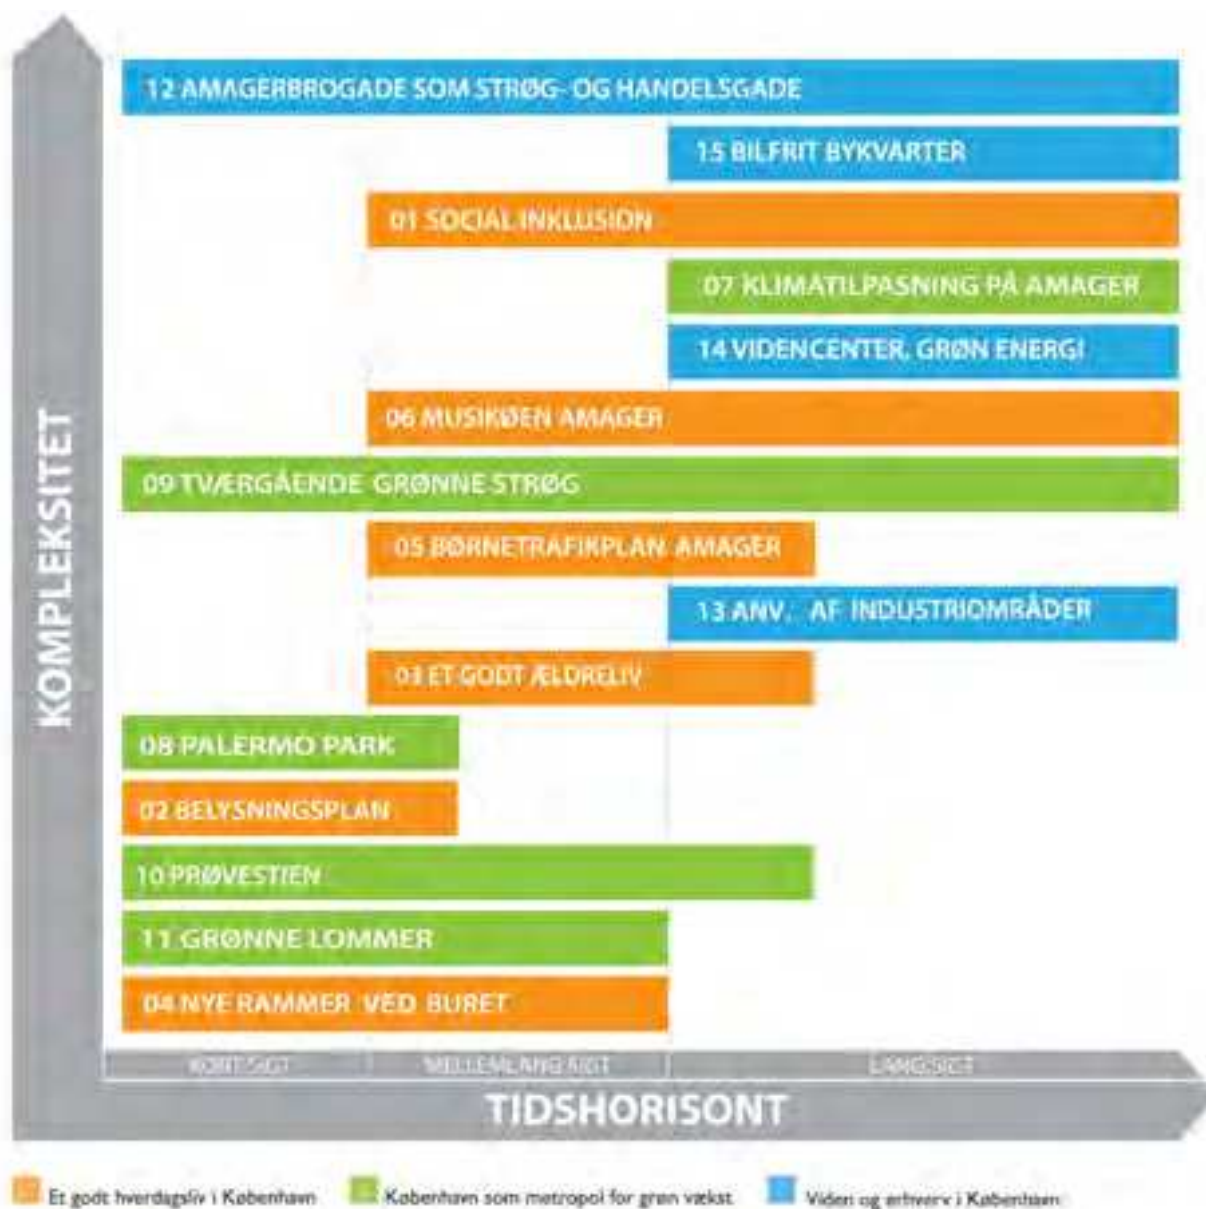 12 AMAGERBROGADE SOM STRØG- OG HANDELSGADE
15 BILFRIT BYKVARTER
01 SOCIAL INKLUSION
07 KLIMATILPASNING PÅ AMAGER
14 VIDENCENTER, GRØN ENERGI
06 MUSIKØEN AMAGER
09 TVÆRGÅENDE GRØNNE STRØG
05 BØRNETRAFIKPLAN AMAGER
13 ANV. AF INDUSTRIOMRÅDER
03 ET GODT ÆLDRELIV
08 PALERMO PARK
02 BELYSNINGSPLAN
10 PRØVESTIEN
11 GRØNNE LOMMER
04 NYE RAMMER VED BURET
KOMPLEKSITET
KORT SIGT MELLEMLANG SIGT LANG SIGT
TIDSHORISONT
Et godt hverdagsliv i København København som metropol for grøn vækst Viden og erhverv i København